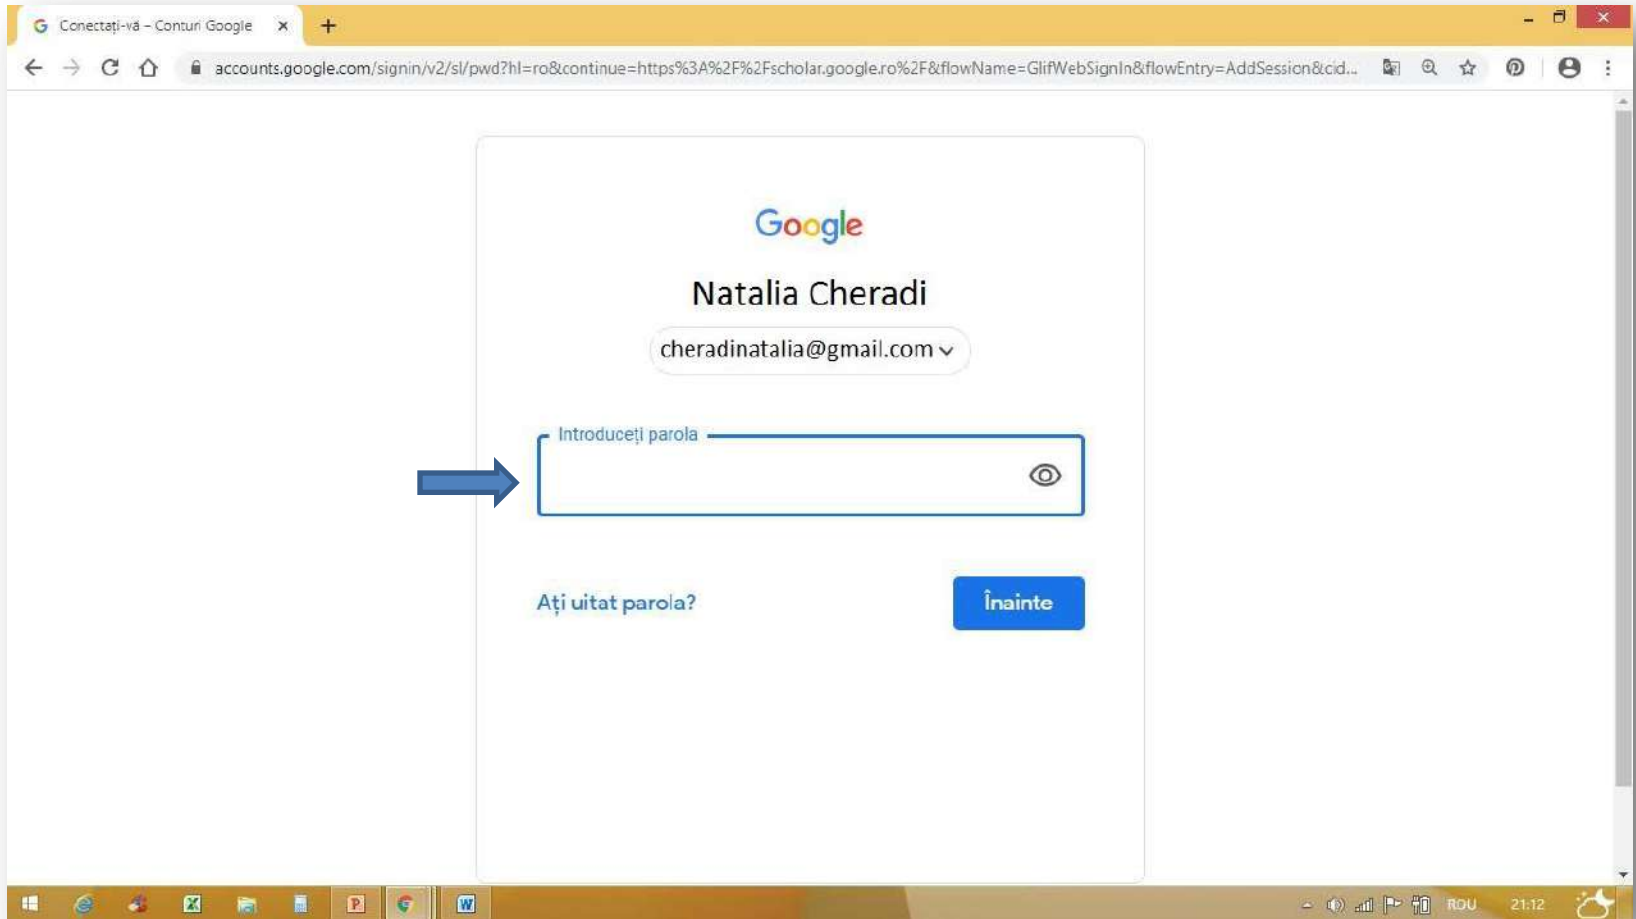 Conectați-vă – Conturi Google
accounts.google.com/signin/v2/sl/pwd?hl=ro&continue=https%3A%2F%2Fscholar.google.ro%2F&flowName=GlifWebSignIn&flowEntry=AddSession&cid...
Google
Natalia Cheradi
cheradinatalia@gmail.com
Introduceți parola
Ați uitat parola?
Înainte
ROU
21:12